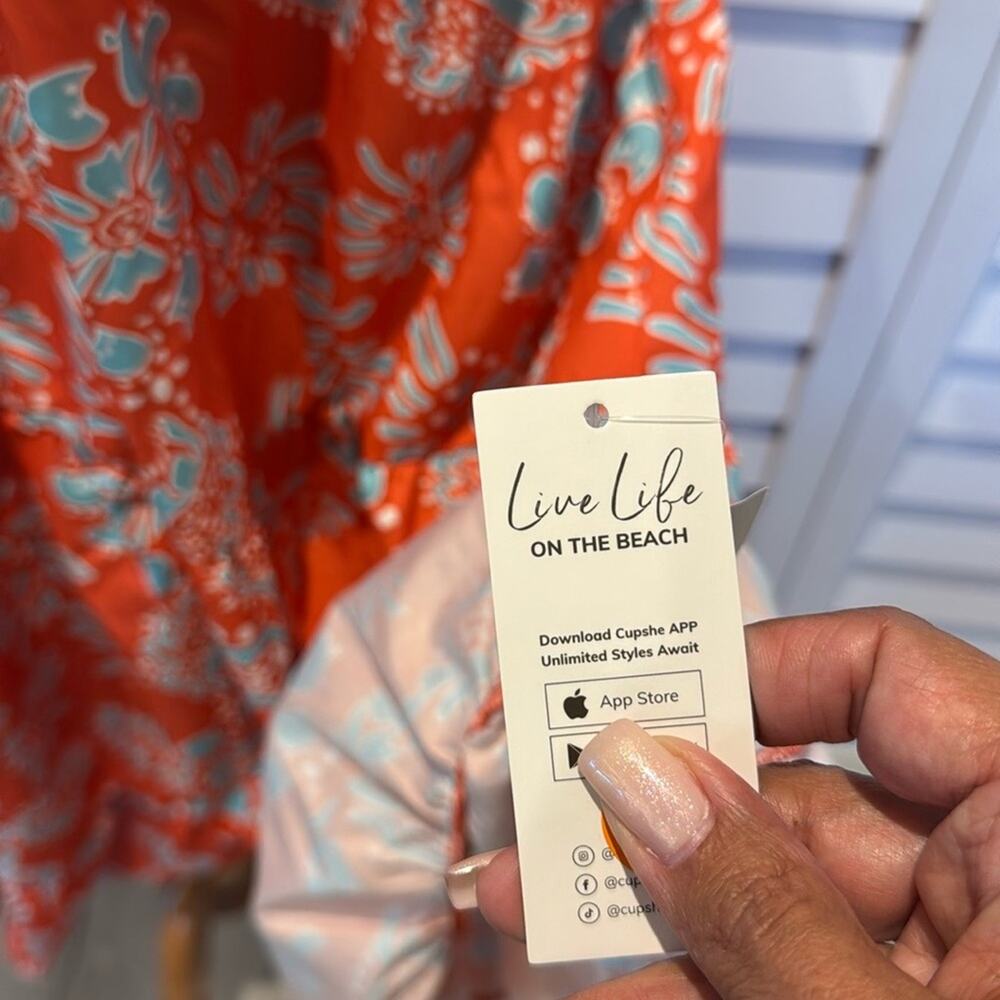 Live Life
ON THE BEACH
Download Cupshe APP
Unlimited Styles Await
App Store